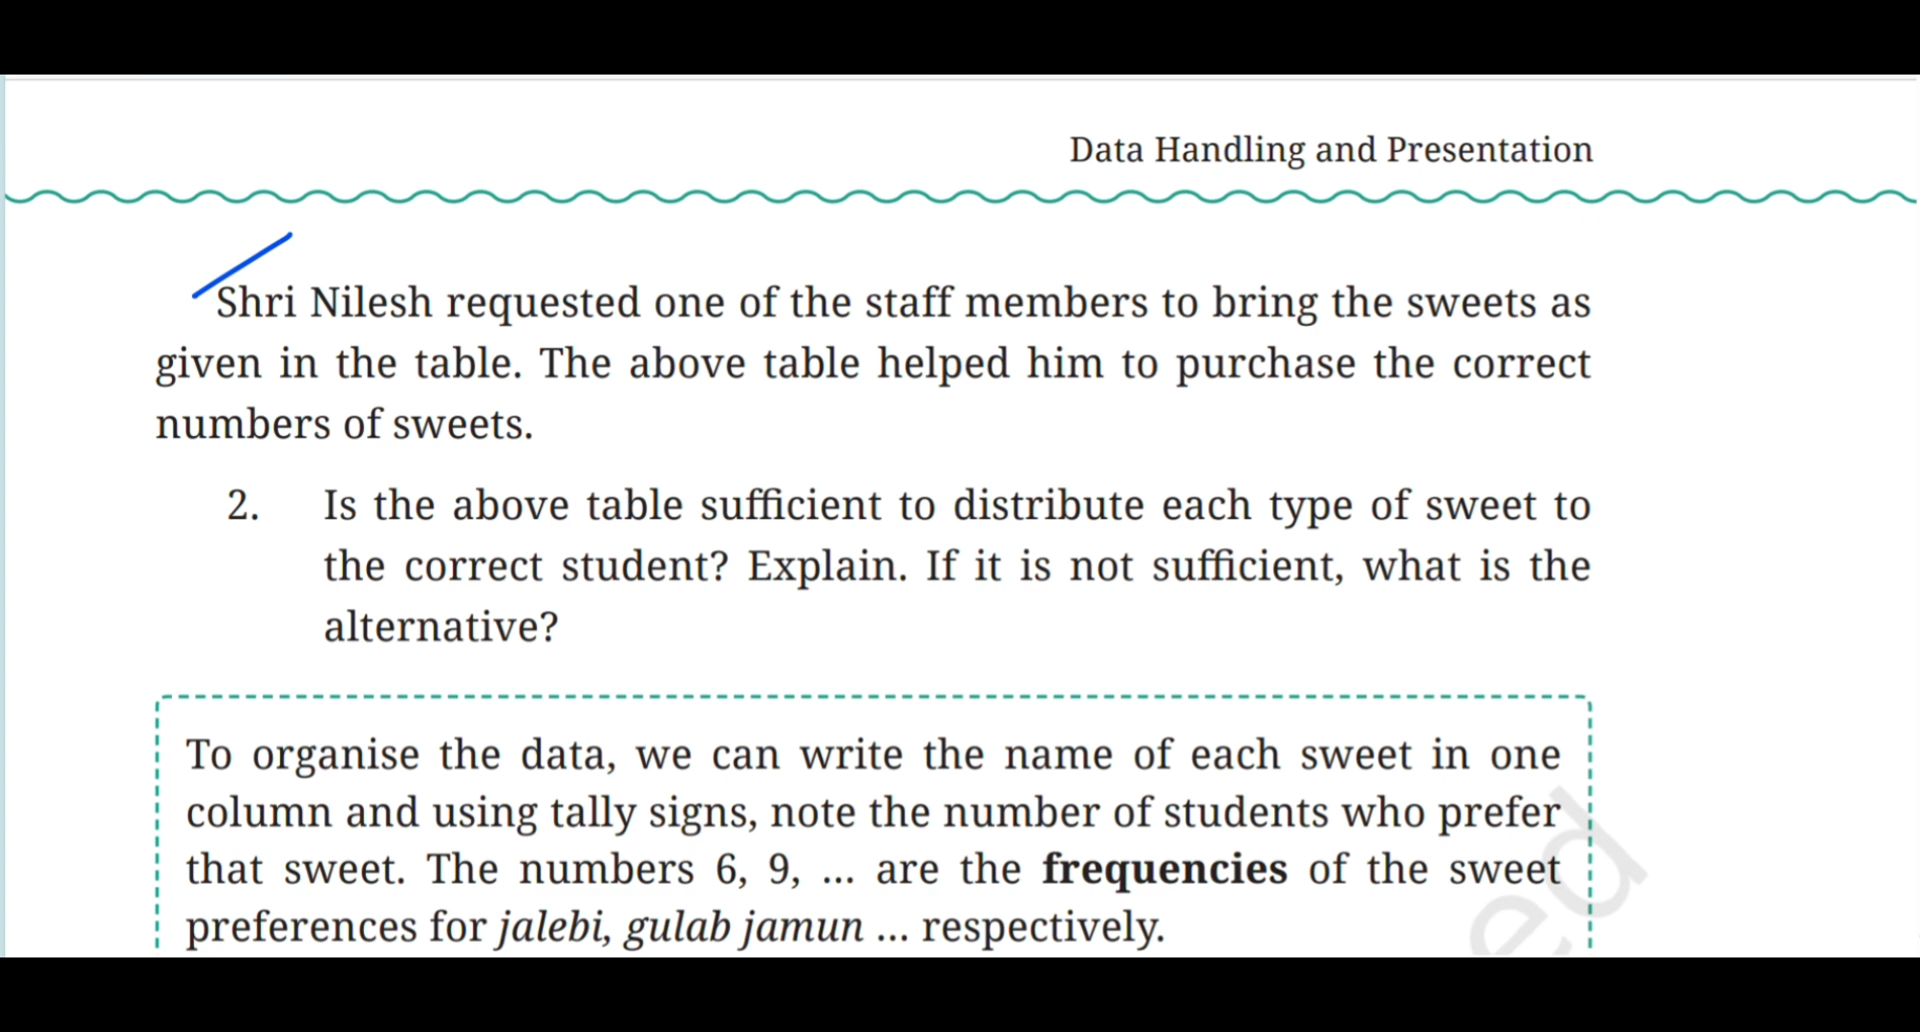 Data Handling and Presentation
Shri Nilesh requested one of the staff members to bring the sweets as
given in the table. The above table helped him to purchase the correct
numbers of sweets.
2. Is the above table sufficient to distribute each type of sweet to
the correct student? Explain. If it is not sufficient, what is the
alternative?
To organise the data, we can write the name of each sweet in one
column and using tally signs, note the number of students who prefer
that sweet. The numbers 6, 9, ... are the frequencies of the sweet
preferences for jalebi, gulab jamun ... respectively.
ed